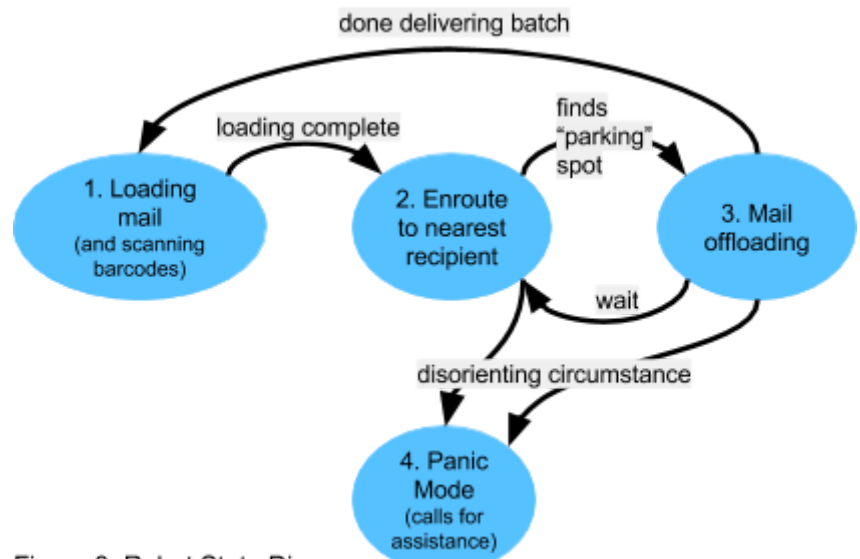 done delivering batch
loading complete
finds
“parking”
spot
1. Loading
mail
(and scanning
barcodes)
2. Enroute
to nearest
recipient
3. Mail
offloading
wait
disorienting circumstance
4. Panic
Mode
(calls for
assistance)